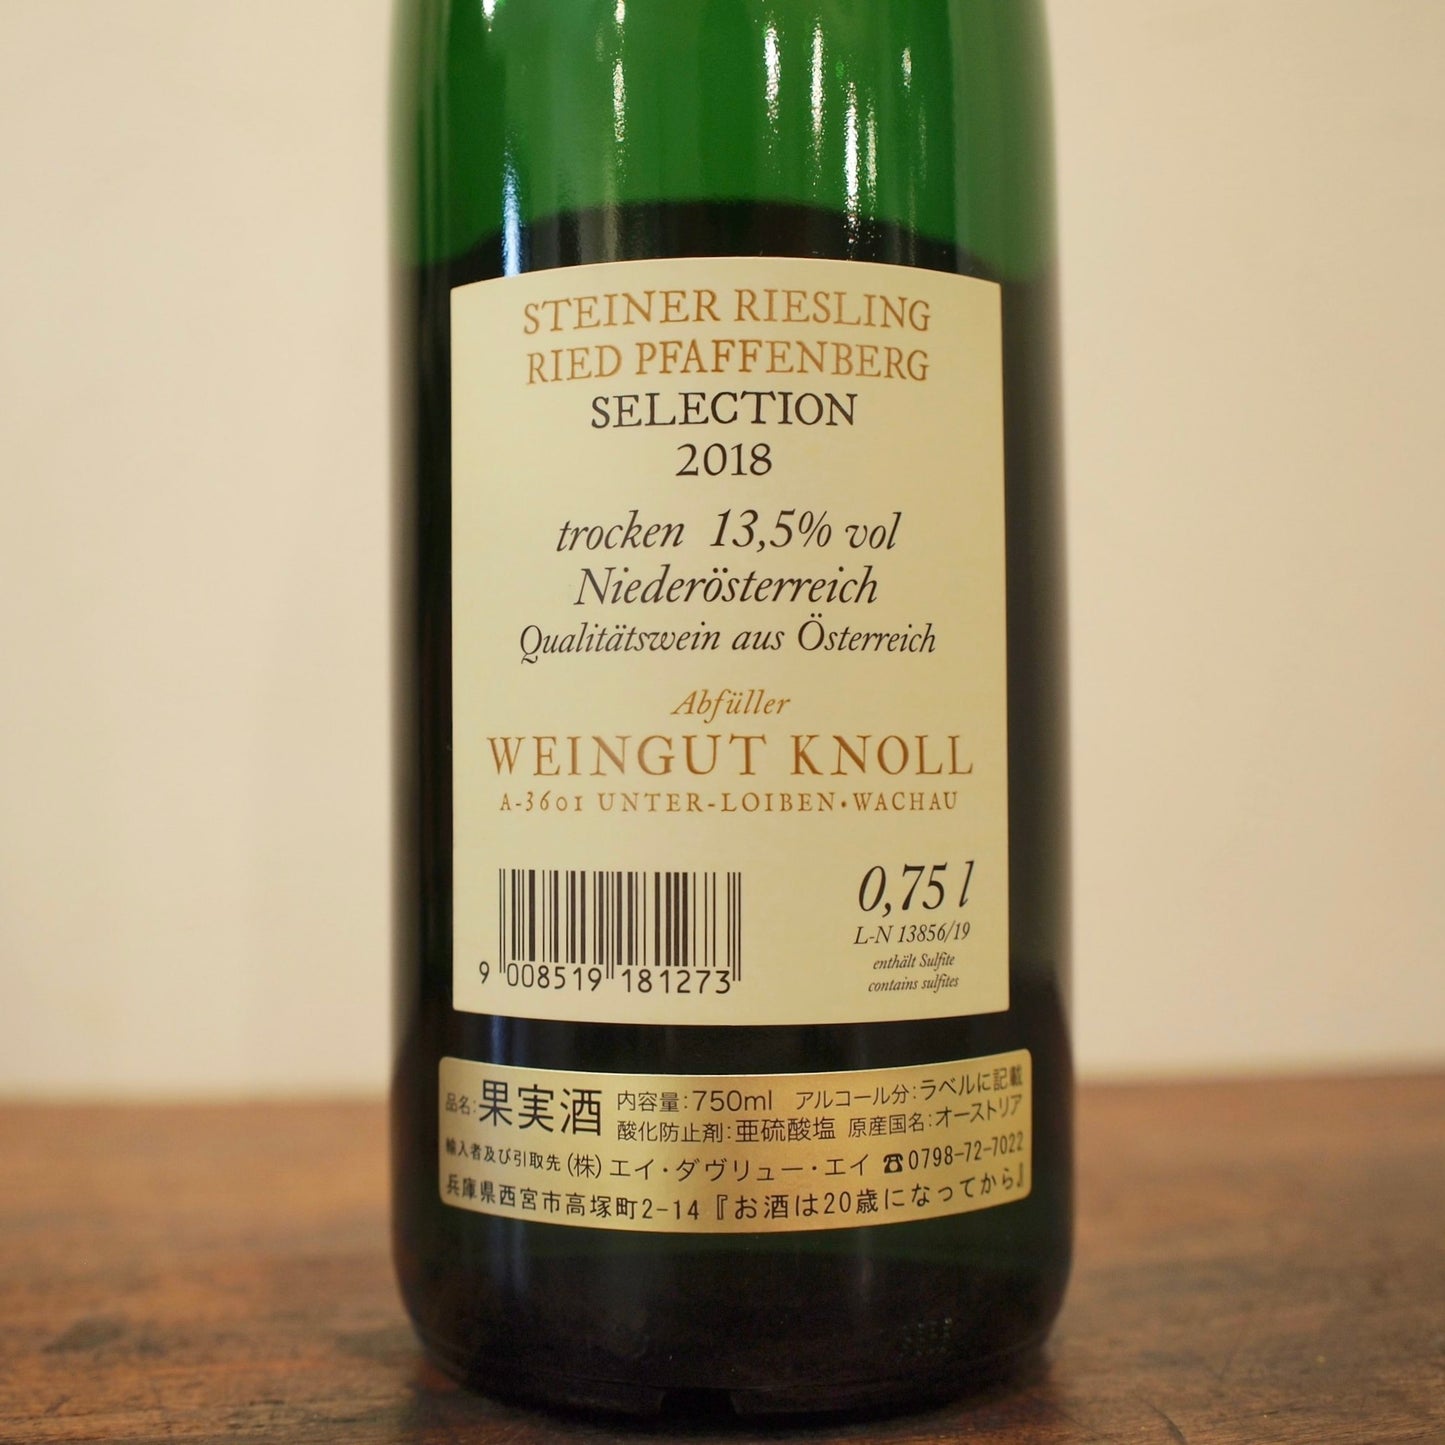 STEINER RIESLING
RIED PFAFFENBERG
SELECTION
2018
trocken 13,5% vol
Niederösterreich
Qualitätswein aus Österreich
Abfüller
WEINGUT KNOLL
A-3601 UNTER-LOIBEN•WACHAU
0,75 l
L-N 13856/19
enthält Sulfite
contains sulfites
9 008519 181273
品名:果実酒 内容量:750ml アルコール分:ラベルに記載
酸化防止剤:亜硫酸塩 原産国名:オーストリア
輸入者及び引取先 (株)エイ・ダヴリュー・エイ ☎0798-72-7022
兵庫県西宮市高塚町2-14『お酒は20歳になってから』